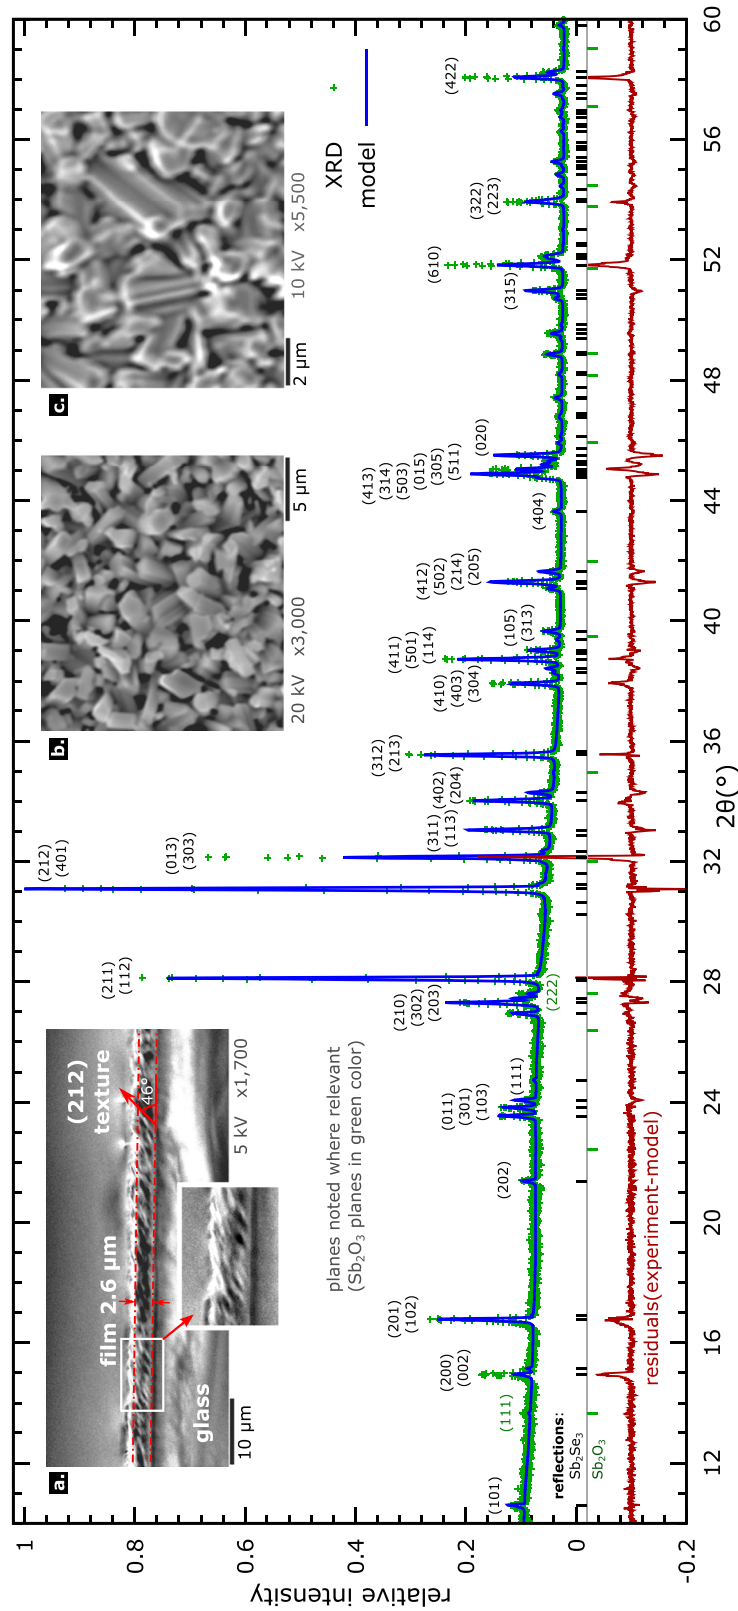 a.
film 2.6 µm
(212)
texture
46°
glass
10 µm
5 kV x1,700
b.
20 kV x3,000
5 µm
c.
2 µm
10 kV x5,500
XRD
model
planes noted where relevant
(Sb₂O₃ planes in green color)
(101)
(111)
(200)
(002)
(201)
(102)
(202)
(011)
(301)
(103)
(111)
(210)
(302)
(203)
(222)
(211)
(112)
(212)
(401)
(013)
(303)
(311)
(113)
(402)
(204)
(312)
(213)
(410)
(403)
(304)
(411)
(501)
(114)
(105)
(313)
(412)
(502)
(214)
(205)
(404)
(413)
(314)
(503)
(015)
(305)
(511)
(020)
(315)
(610)
(322)
(223)
(422)
reflections:
Sb₂Se₃
Sb₂O₃
residuals(experiment-model)
relative intensity
1
0.8
0.6
0.4
0.2
0
-0.2
12 16 20 24 28 32 36 40 44 48 52 56 60
2θ(°)